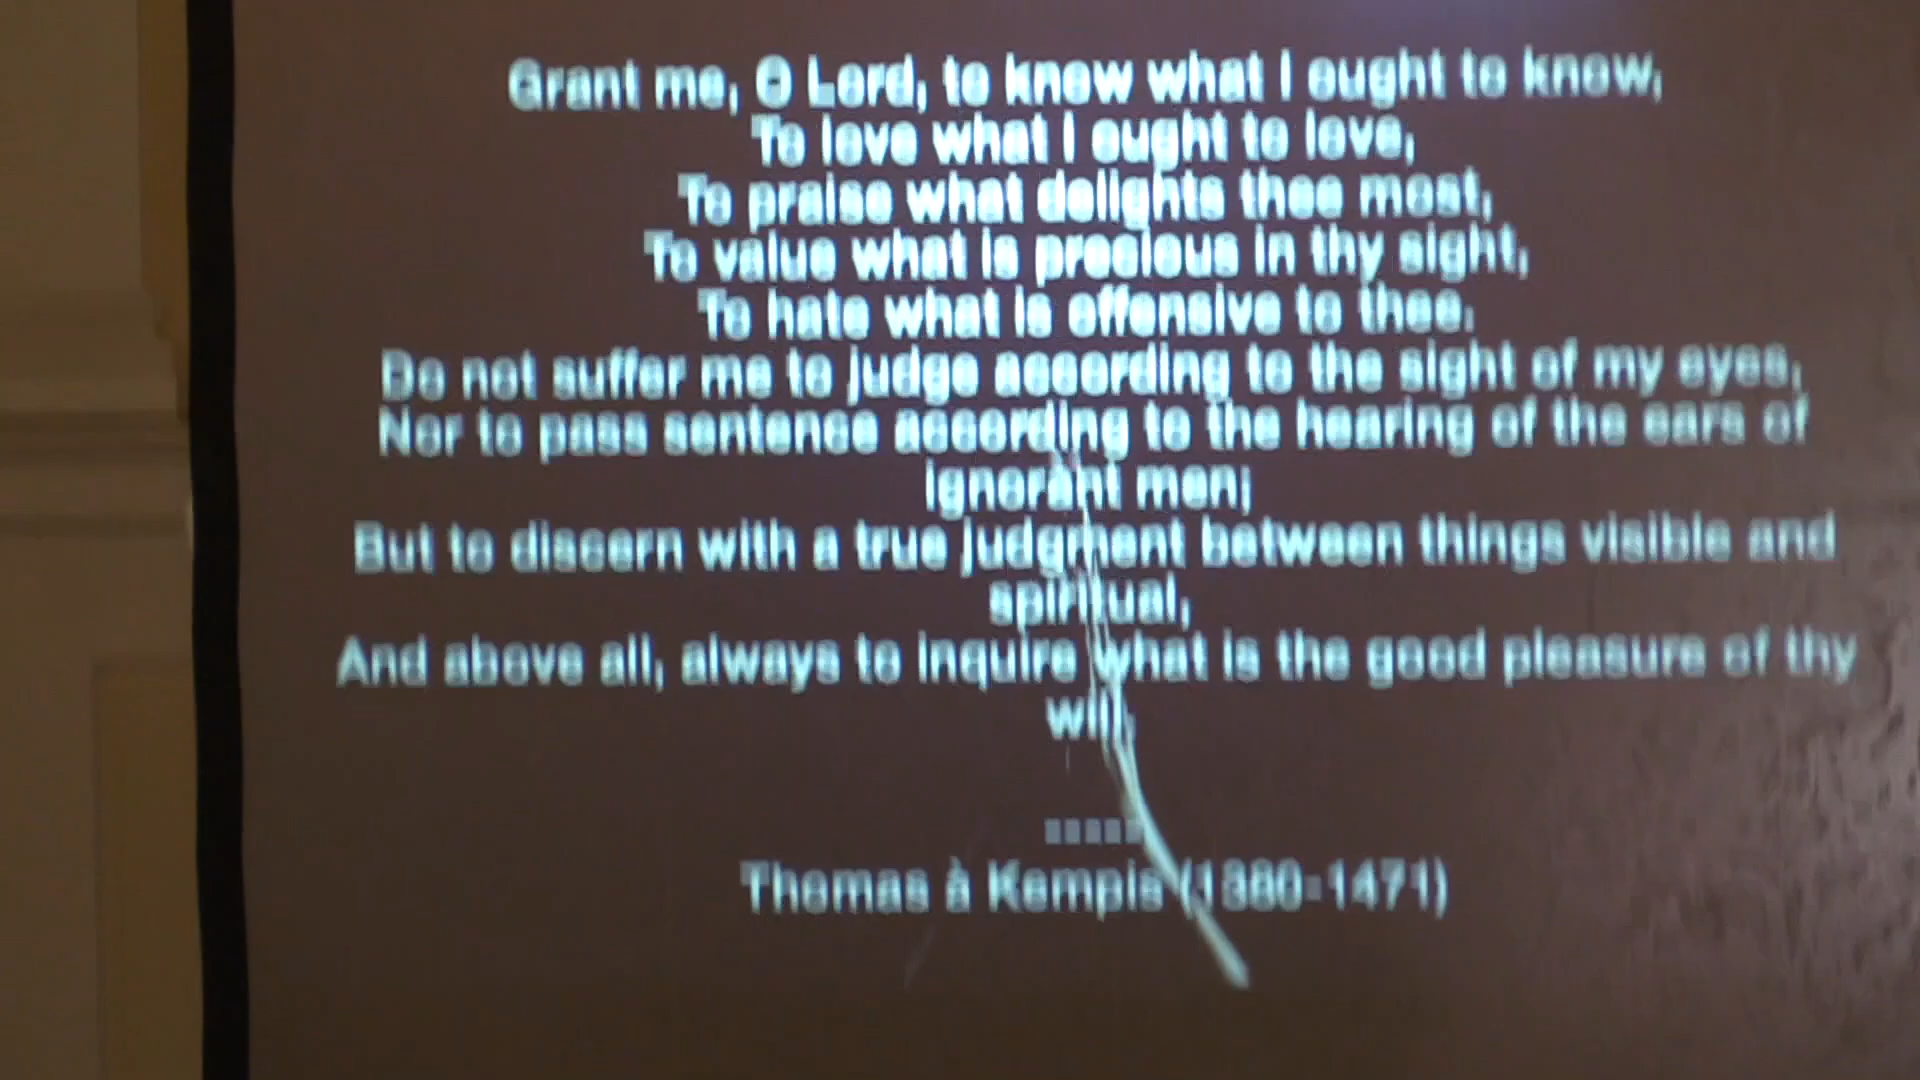 Grant me, O Lord, to know what I ought to know,
To love what I ought to love,
To praise what delights thee most,
To value what is precious in thy sight,
To hate what is offensive to thee.
Do not suffer me to judge according to the sight of my eyes,
Nor to pass sentence according to the hearing of the ears of
ignorant men;
But to discern with a true judgment between things visible and
spiritual,
And above all, always to inquire what is the good pleasure of thy
will.
Thomas à Kempis (1380-1471)